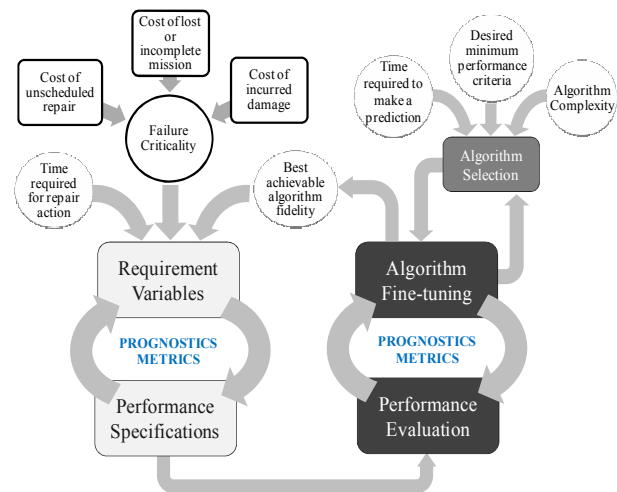 Cost of
unscheduled
repair
Cost of lost
or
incomplete
mission
Cost of
incurred
damage
Failure
Criticality
Time
required
for repair
action
Best
achievable
algorithm
fidelity
Requirement
Variables
PROGNOSTICS
METRICS
Performance
Specifications
Time
required to
make a
prediction
Desired
minimum
performance
criteria
Algorithm
Complexity
Algorithm
Selection
Algorithm
Fine-tuning
PROGNOSTICS
METRICS
Performance
Evaluation